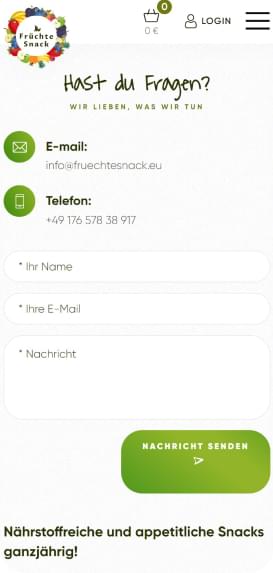 Früchte
Snack
0
0 €
LOGIN
Hast du Fragen?
WIR LIEBEN, WAS WIR TUN
E-mail:
info@fruechtesnack.eu
Telefon:
+49 176 578 38 917
* Ihr Name
* Ihre E-Mail
* Nachricht
NACHRICHT SENDEN
Nährstoffreiche und appetitliche Snacks
ganzjährig!